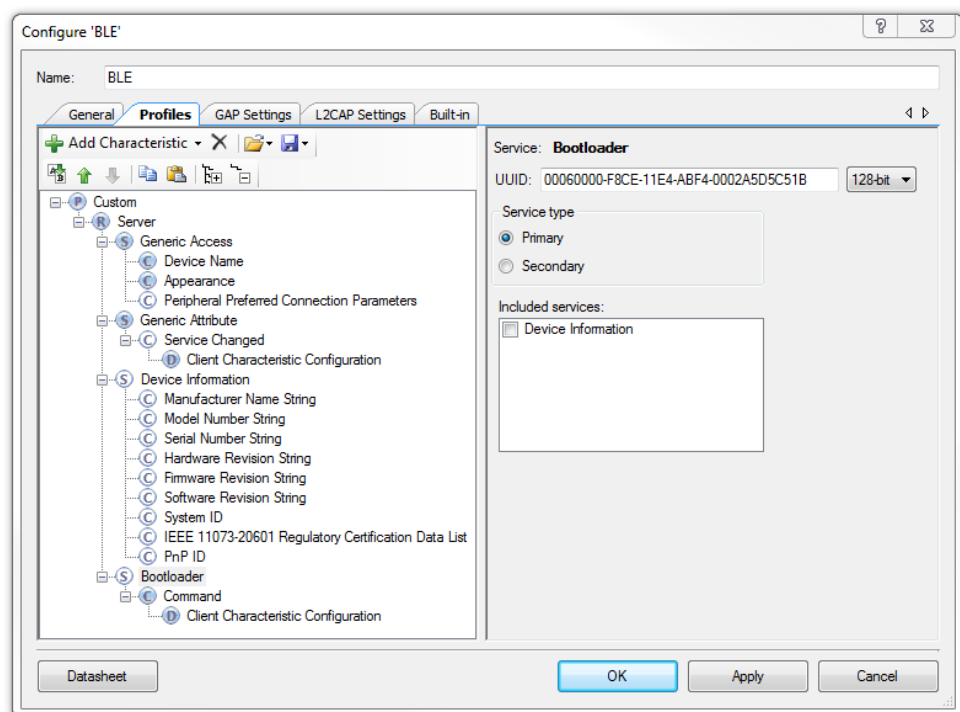 Configure 'BLE'
Name: BLE
General Profiles GAP Settings L2CAP Settings Built-in
Add Characteristic
Custom
Server
Generic Access
Device Name
Appearance
Peripheral Preferred Connection Parameters
Generic Attribute
Service Changed
Client Characteristic Configuration
Device Information
Manufacturer Name String
Model Number String
Serial Number String
Hardware Revision String
Firmware Revision String
Software Revision String
System ID
IEEE 11073-20601 Regulatory Certification Data List
PnP ID
Bootloader
Command
Client Characteristic Configuration
Service: Bootloader
UUID: 00060000-F8CE-11E4-ABF4-0002A5D5C51B 128-bit
Service type
Primary
Secondary
Included services:
Device Information
Datasheet OK Apply Cancel